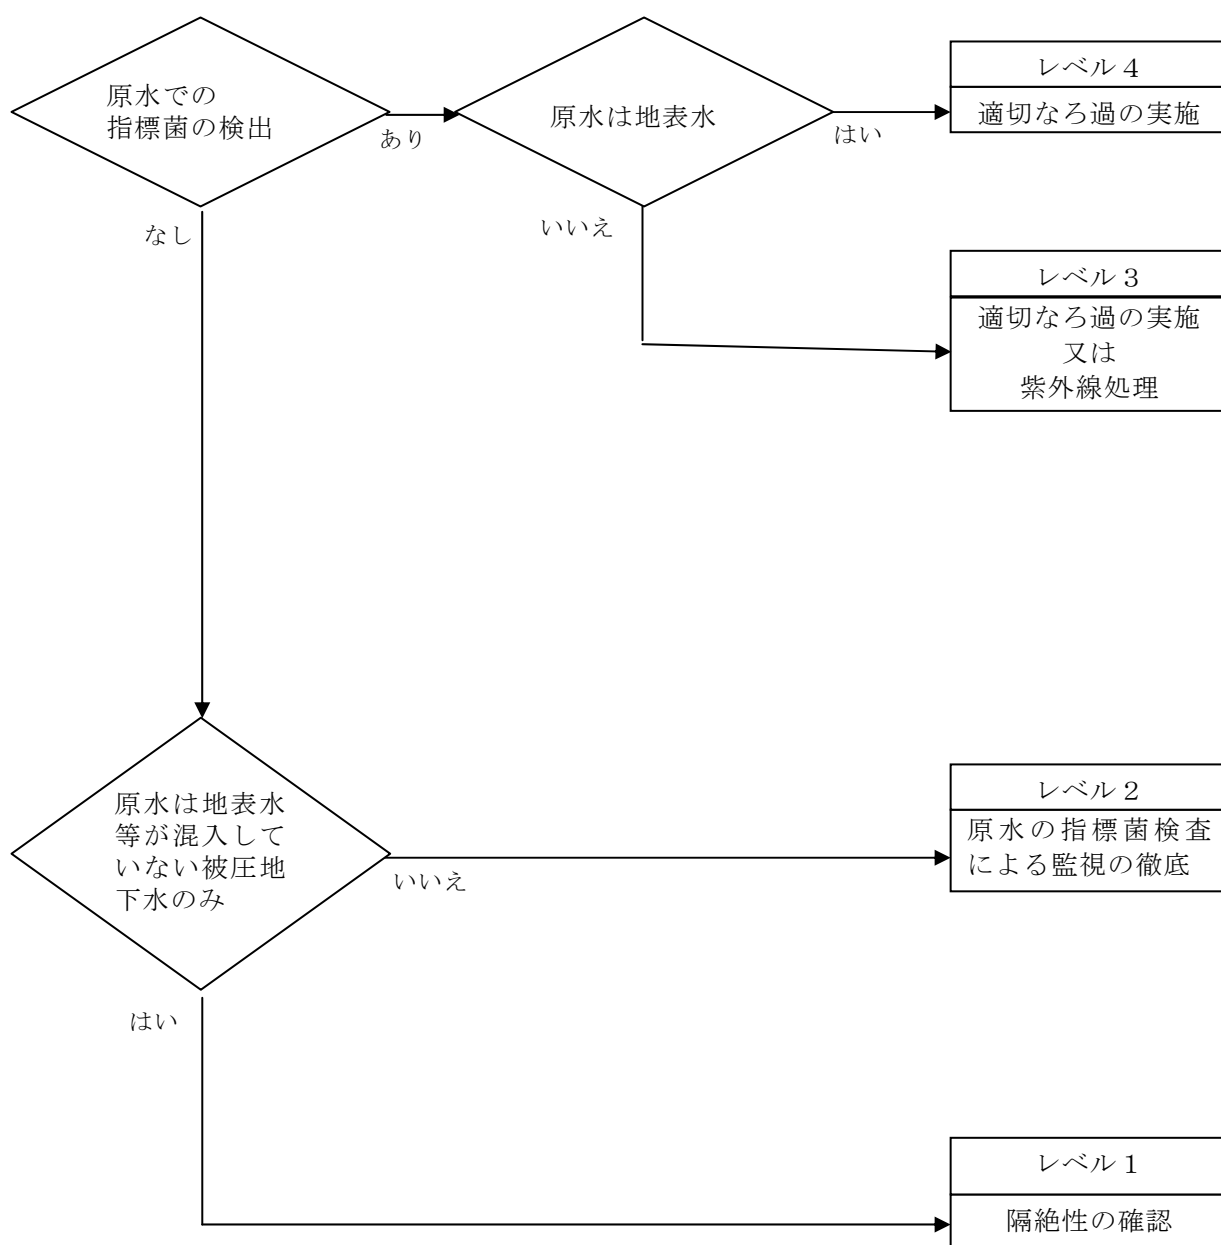 原水での
指標菌の検出
あり
原水は地表水
はい
レベル４
適切なろ過の実施
なし
いいえ
レベル３
適切なろ過の実施
又は
紫外線処理
原水は地表水
等が混入して
いない被圧地
下水のみ
いいえ
レベル２
原水の指標菌検査
による監視の徹底
はい
レベル１
隔絶性の確認